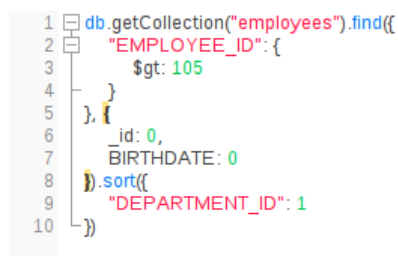 1 db.getCollection("employees").find({
2 "EMPLOYEE_ID": {
3 $gt: 105
4 }
5 }, {
6 _id: 0,
7 BIRTHDATE: 0
8 }).sort({
9 "DEPARTMENT_ID": 1
10 })